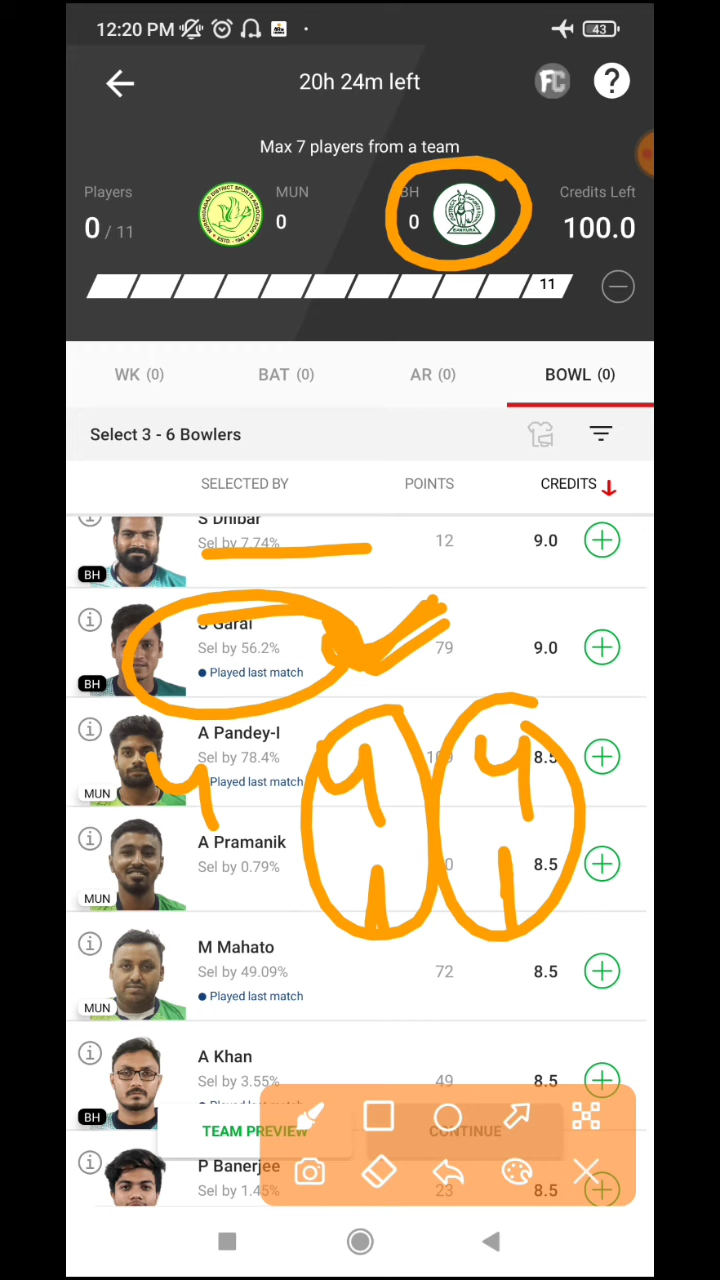 12:20 PM
43
20h 24m left
FC
?
Max 7 players from a team
Players
MUN
BH
Credits Left
0 / 11
0
0
100.0
11
WK (0)
BAT (0)
AR (0)
BOWL (0)
Select 3 - 6 Bowlers
SELECTED BY
POINTS
CREDITS
S Dhibar
Sel by 7.74%
12
9.0
BH
S Garai
Sel by 56.2%
79
9.0
Played last match
BH
A Pandey-I
Sel by 78.4%
8.5
Played last match
MUN
4
4
4
A Pramanik
Sel by 0.79%
0
8.5
MUN
1
1
M Mahato
Sel by 49.09%
72
8.5
Played last match
MUN
A Khan
Sel by 3.55%
49
8.5
BH
TEAM PREVIEW
CONTINUE
P Banerjee
Sel by 1.45%
23
8.5